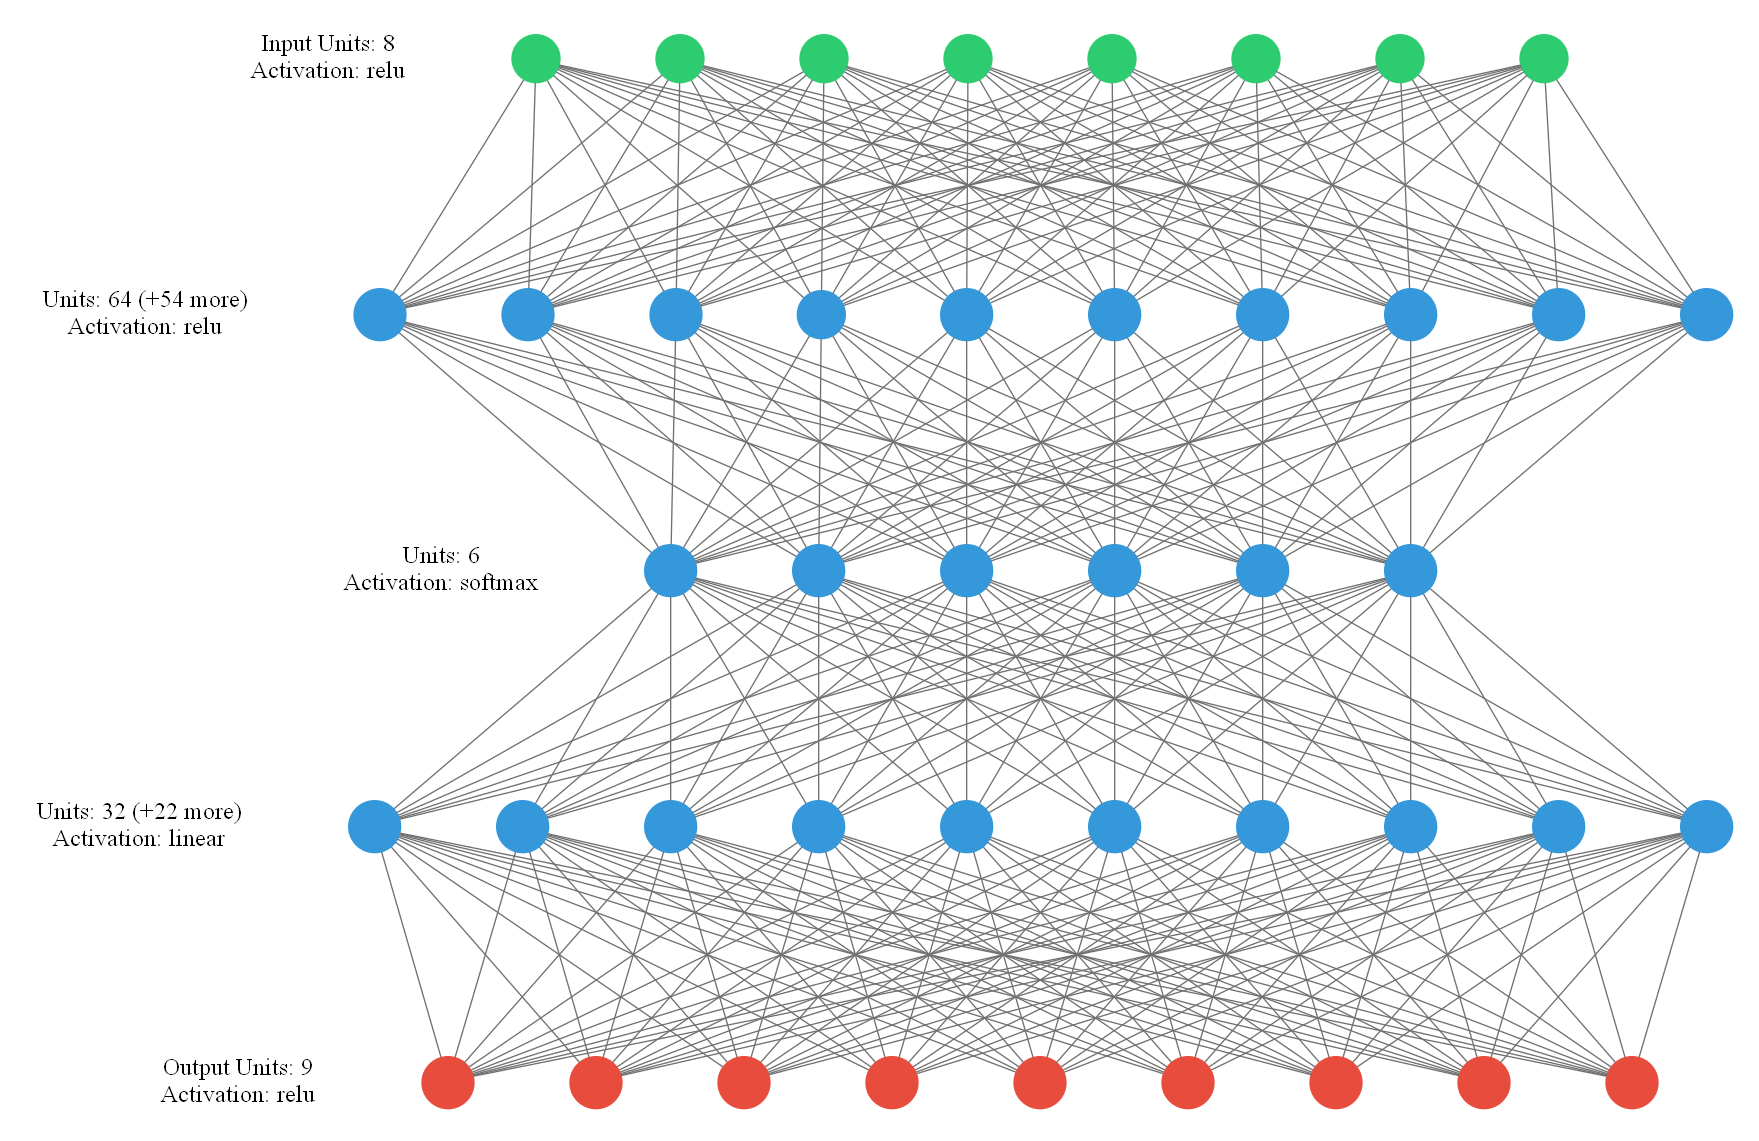 Input Units: 8
Activation: relu
Units: 64 (+54 more)
Activation: relu
Units: 6
Activation: softmax
Units: 32 (+22 more)
Activation: linear
Output Units: 9
Activation: relu